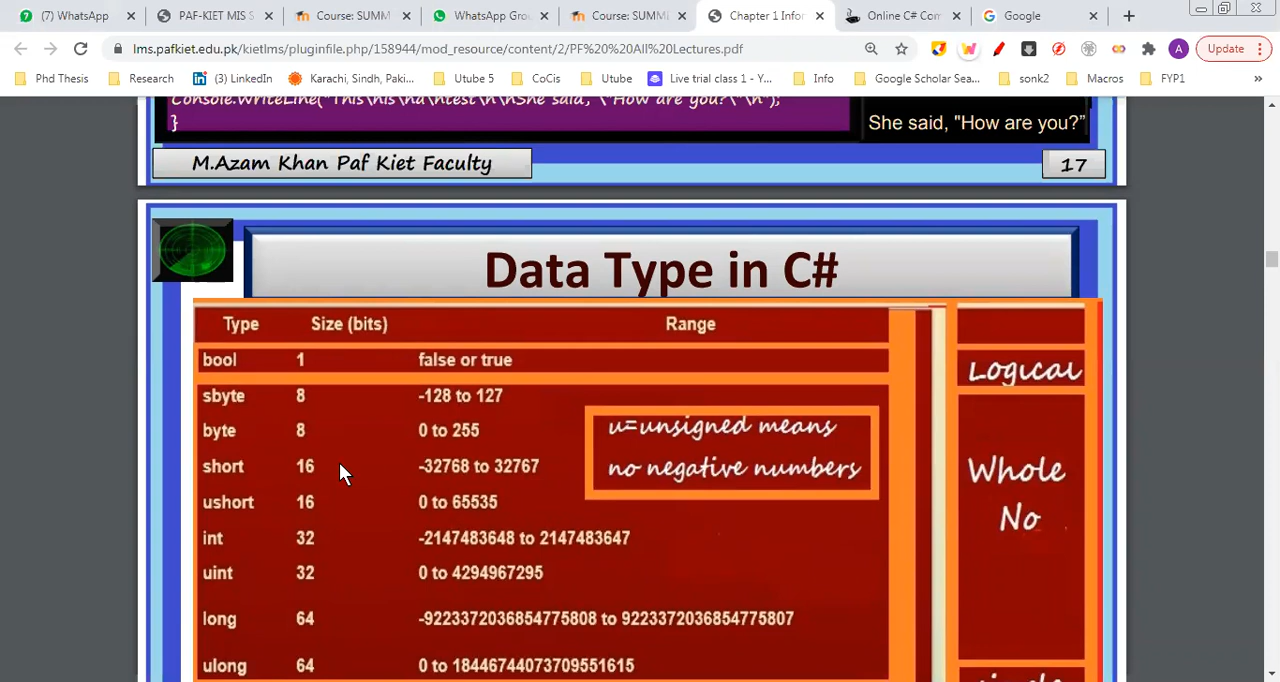 (7) WhatsApp
PAF-KIET MIS S
Course: SUMM
WhatsApp Grou
Course: SUMM
Chapter 1 Infor
Online C# Com
Google
lms.pafkiet.edu.pk/kietlms/pluginfile.php/158944/mod_resource/content/2/PF%20%20All%20Lectures.pdf
A
Update
Phd Thesis
Research
(3) LinkedIn
Karachi, Sindh, Paki...
Utube 5
CoCis
Utube
Live trial class 1 - Y...
Info
Google Scholar Sea...
sonk2
Macros
FYP1
»
Console.WriteLine("This\nis\na\ntest\n\nShe said, \"How are you?\"\n");
}
She said, "How are you?"
M.Azam Khan Paf Kiet Faculty
17
Data Type in C#
Type Size (bits) Range
bool 1 false or true
Logical
sbyte 8 -128 to 127
byte 8 0 to 255
u=unsigned means
no negative numbers
short 16 -32768 to 32767
Whole
No
ushort 16 0 to 65535
int 32 -2147483648 to 2147483647
uint 32 0 to 4294967295
long 64 -9223372036854775808 to 9223372036854775807
ulong 64 0 to 18446744073709551615